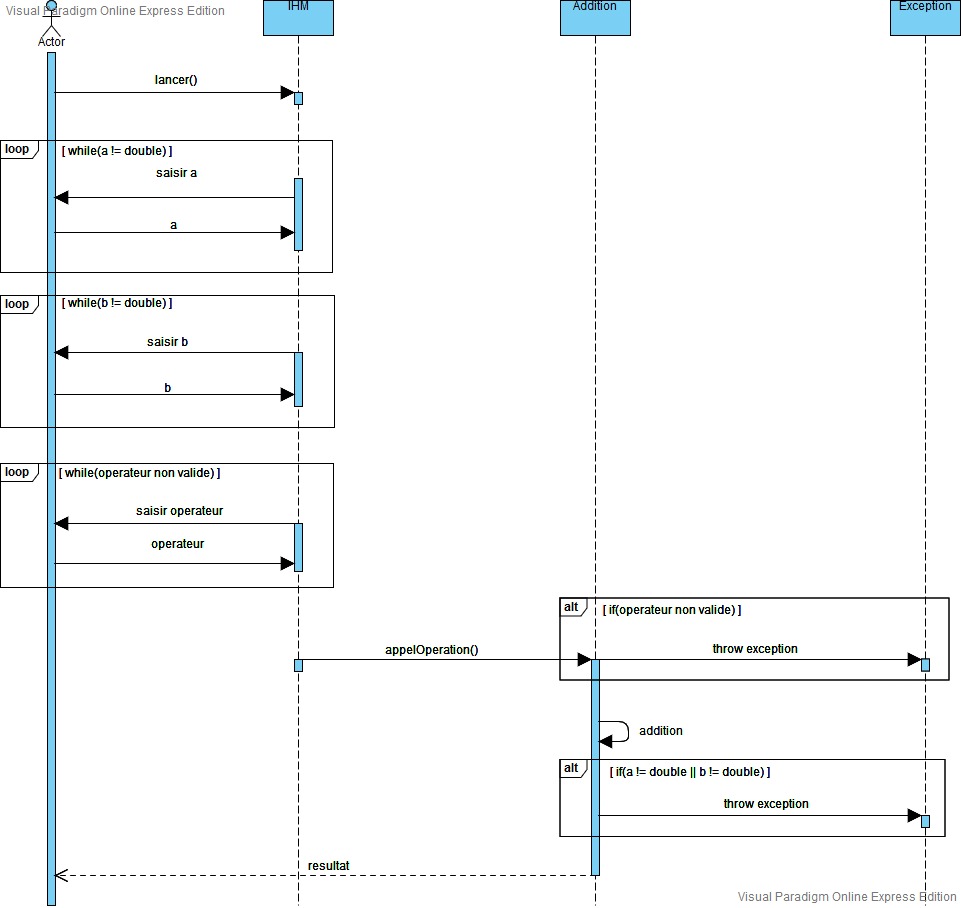 Visual Paradigm Online Express Edition
IHM
Addition
Exception
Actor
lancer()
loop
[ while(a != double) ]
saisir a
a
loop
[ while(b != double) ]
saisir b
b
loop
[ while(operateur non valide) ]
saisir operateur
operateur
alt
[ if(operateur non valide) ]
appelOperation()
throw exception
addition
alt
[ if(a != double || b != double) ]
throw exception
resultat
Visual Paradigm Online Express Edition